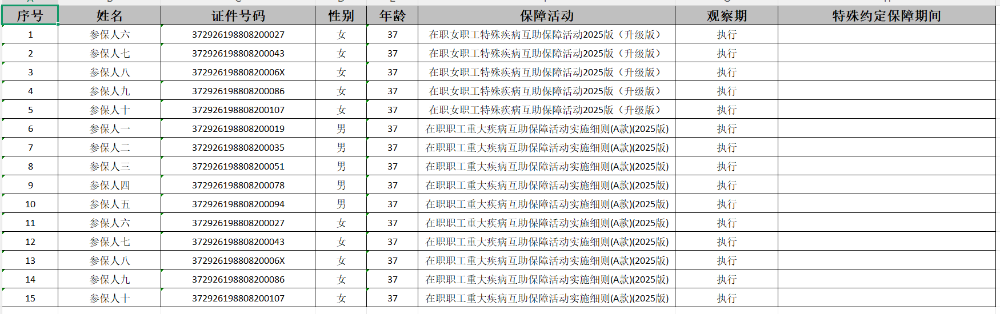 序号 姓名 证件号码 性别 年龄 保障活动 观察期 特殊约定保障期间
1 参保人六 372926198808200027 女 37 在职女职工特殊疾病互助保障活动2025版（升级版） 执行
2 参保人七 372926198808200043 女 37 在职女职工特殊疾病互助保障活动2025版（升级版） 执行
3 参保人八 37292619880820006X 女 37 在职女职工特殊疾病互助保障活动2025版（升级版） 执行
4 参保人九 372926198808200086 女 37 在职女职工特殊疾病互助保障活动2025版（升级版） 执行
5 参保人十 372926198808200107 女 37 在职女职工特殊疾病互助保障活动2025版（升级版） 执行
6 参保人一 372926198808200019 男 37 在职职工重大疾病互助保障活动实施细则(A款)(2025版) 执行
7 参保人二 372926198808200035 男 37 在职职工重大疾病互助保障活动实施细则(A款)(2025版) 执行
8 参保人三 372926198808200051 男 37 在职职工重大疾病互助保障活动实施细则(A款)(2025版) 执行
9 参保人四 372926198808200078 男 37 在职职工重大疾病互助保障活动实施细则(A款)(2025版) 执行
10 参保人五 372926198808200094 男 37 在职职工重大疾病互助保障活动实施细则(A款)(2025版) 执行
11 参保人六 372926198808200027 女 37 在职职工重大疾病互助保障活动实施细则(A款)(2025版) 执行
12 参保人七 372926198808200043 女 37 在职职工重大疾病互助保障活动实施细则(A款)(2025版) 执行
13 参保人八 37292619880820006X 女 37 在职职工重大疾病互助保障活动实施细则(A款)(2025版) 执行
14 参保人九 372926198808200086 女 37 在职职工重大疾病互助保障活动实施细则(A款)(2025版) 执行
15 参保人十 372926198808200107 女 37 在职职工重大疾病互助保障活动实施细则(A款)(2025版) 执行